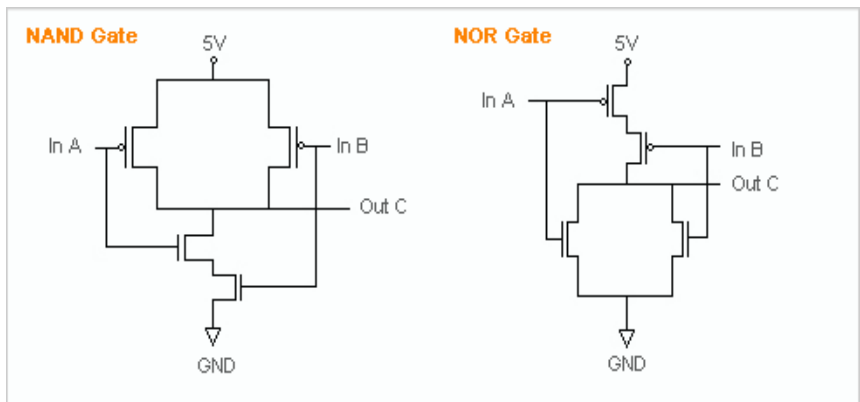 NAND Gate
5V
In A
In B
Out C
GND
NOR Gate
5V
In A
In B
Out C
GND